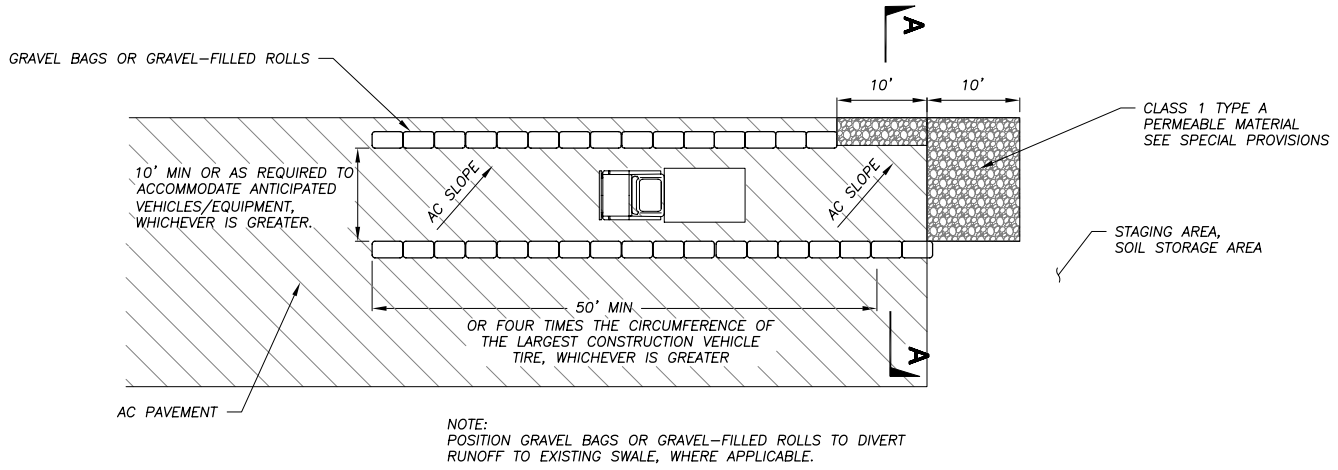 A
GRAVEL BAGS OR GRAVEL-FILLED ROLLS
10'
10'
CLASS 1 TYPE A
PERMEABLE MATERIAL
SEE SPECIAL PROVISIONS
10' MIN OR AS REQUIRED TO
ACCOMMODATE ANTICIPATED
VEHICLES/EQUIPMENT,
WHICHEVER IS GREATER.
AC SLOPE
AC SLOPE
STAGING AREA,
SOIL STORAGE AREA
50' MIN
OR FOUR TIMES THE CIRCUMFERENCE OF
THE LARGEST CONSTRUCTION VEHICLE
TIRE, WHICHEVER IS GREATER
A
AC PAVEMENT
NOTE:
POSITION GRAVEL BAGS OR GRAVEL-FILLED ROLLS TO DIVERT
RUNOFF TO EXISTING SWALE, WHERE APPLICABLE.